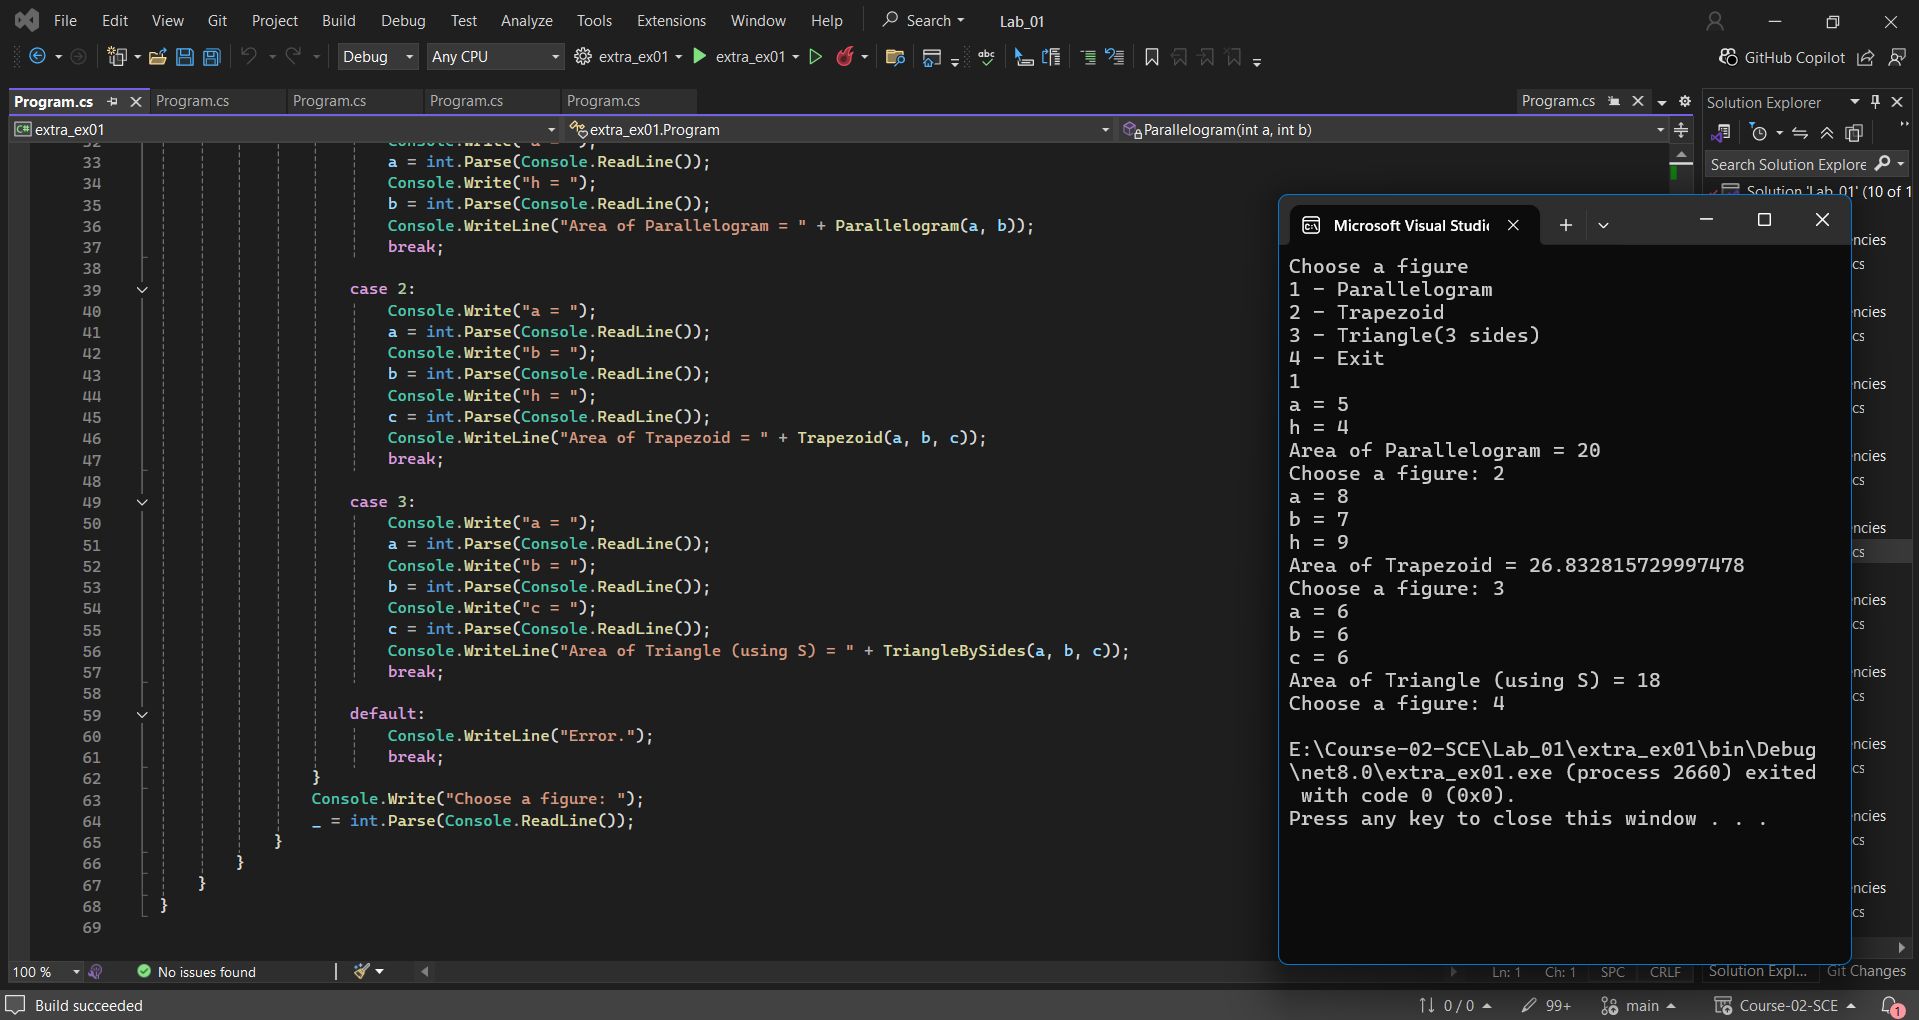 File Edit View Git Project Build Debug Test Analyze Tools Extensions Window Help Search Lab_01
Debug Any CPU extra_ex01 extra_ex01 GitHub Copilot
Program.cs Program.cs Program.cs Program.cs Program.cs Program.cs Solution Explorer
C# extra_ex01 extra_ex01.Program Parallelogram(int a, int b)
Search Solution Explore
Solution 'Lab_01' (10 of 1
33 a = int.Parse(Console.ReadLine());
34 Console.Write("h = ");
35 b = int.Parse(Console.ReadLine());
36 Console.WriteLine("Area of Parallelogram = " + Parallelogram(a, b));
37 break;
38
39 case 2:
40 Console.Write("a = ");
41 a = int.Parse(Console.ReadLine());
42 Console.Write("b = ");
43 b = int.Parse(Console.ReadLine());
44 Console.Write("h = ");
45 c = int.Parse(Console.ReadLine());
46 Console.WriteLine("Area of Trapezoid = " + Trapezoid(a, b, c));
47 break;
48
49 case 3:
50 Console.Write("a = ");
51 a = int.Parse(Console.ReadLine());
52 Console.Write("b = ");
53 b = int.Parse(Console.ReadLine());
54 Console.Write("c = ");
55 c = int.Parse(Console.ReadLine());
56 Console.WriteLine("Area of Triangle (using S) = " + TriangleBySides(a, b, c));
57 break;
58
59 default:
60 Console.WriteLine("Error.");
61 break;
62 }
63 Console.Write("Choose a figure: ");
64 _ = int.Parse(Console.ReadLine());
65 }
66 }
67 }
68 }
69
Microsoft Visual Studi
Choose a figure
1 - Parallelogram
2 - Trapezoid
3 - Triangle(3 sides)
4 - Exit
1
a = 5
h = 4
Area of Parallelogram = 20
Choose a figure: 2
a = 8
b = 7
h = 9
Area of Trapezoid = 26.832815729997478
Choose a figure: 3
a = 6
b = 6
c = 6
Area of Triangle (using S) = 18
Choose a figure: 4
E:\Course-02-SCE\Lab_01\extra_ex01\bin\Debug
\net8.0\extra_ex01.exe (process 2660) exited
with code 0 (0x0).
Press any key to close this window . . .
ncies
cs
ncies
cs
ncies
cs
ncies
cs
ncies
cs
ncies
cs
ncies
cs
ncies
cs
ncies
cs
ncies
cs
100 % No issues found Ln: 1 Ch: 1 SPC CRLF Solution Expl... Git Changes
Build succeeded 0 / 0 99+ main Course-02-SCE 1